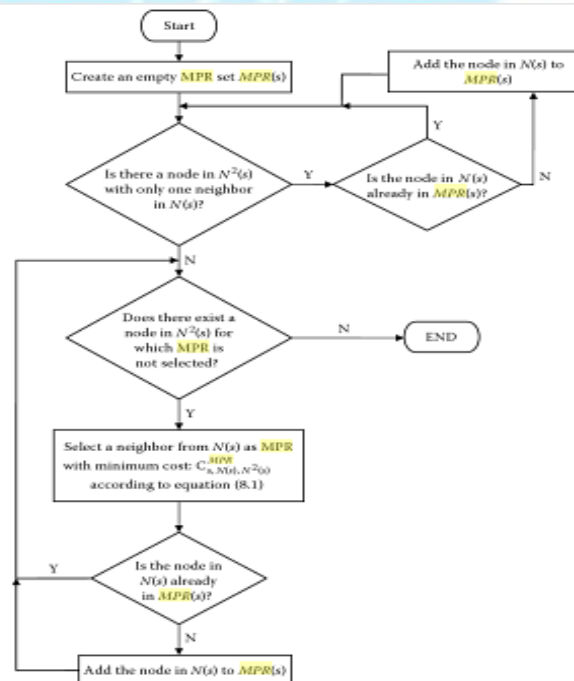 Start
Create an empty MPR set MPR(s)
Add the node in N(s) to
MPR(s)
Is there a node in N²(s)
with only one neighbor
in N(s)?
Y
Is the node in N(s)
already in MPR(s)?
Y
N
N
Does there exist a
node in N²(s) for
which MPR is
not selected?
N
END
Y
Select a neighbor from N(s) as MPR
with minimum cost: C^MPR_s, N(s), N²(s)
according to equation (8.1)
Is the node in
N(s) already
in MPR(s)?
Y
N
Add the node in N(s) to MPR(s)